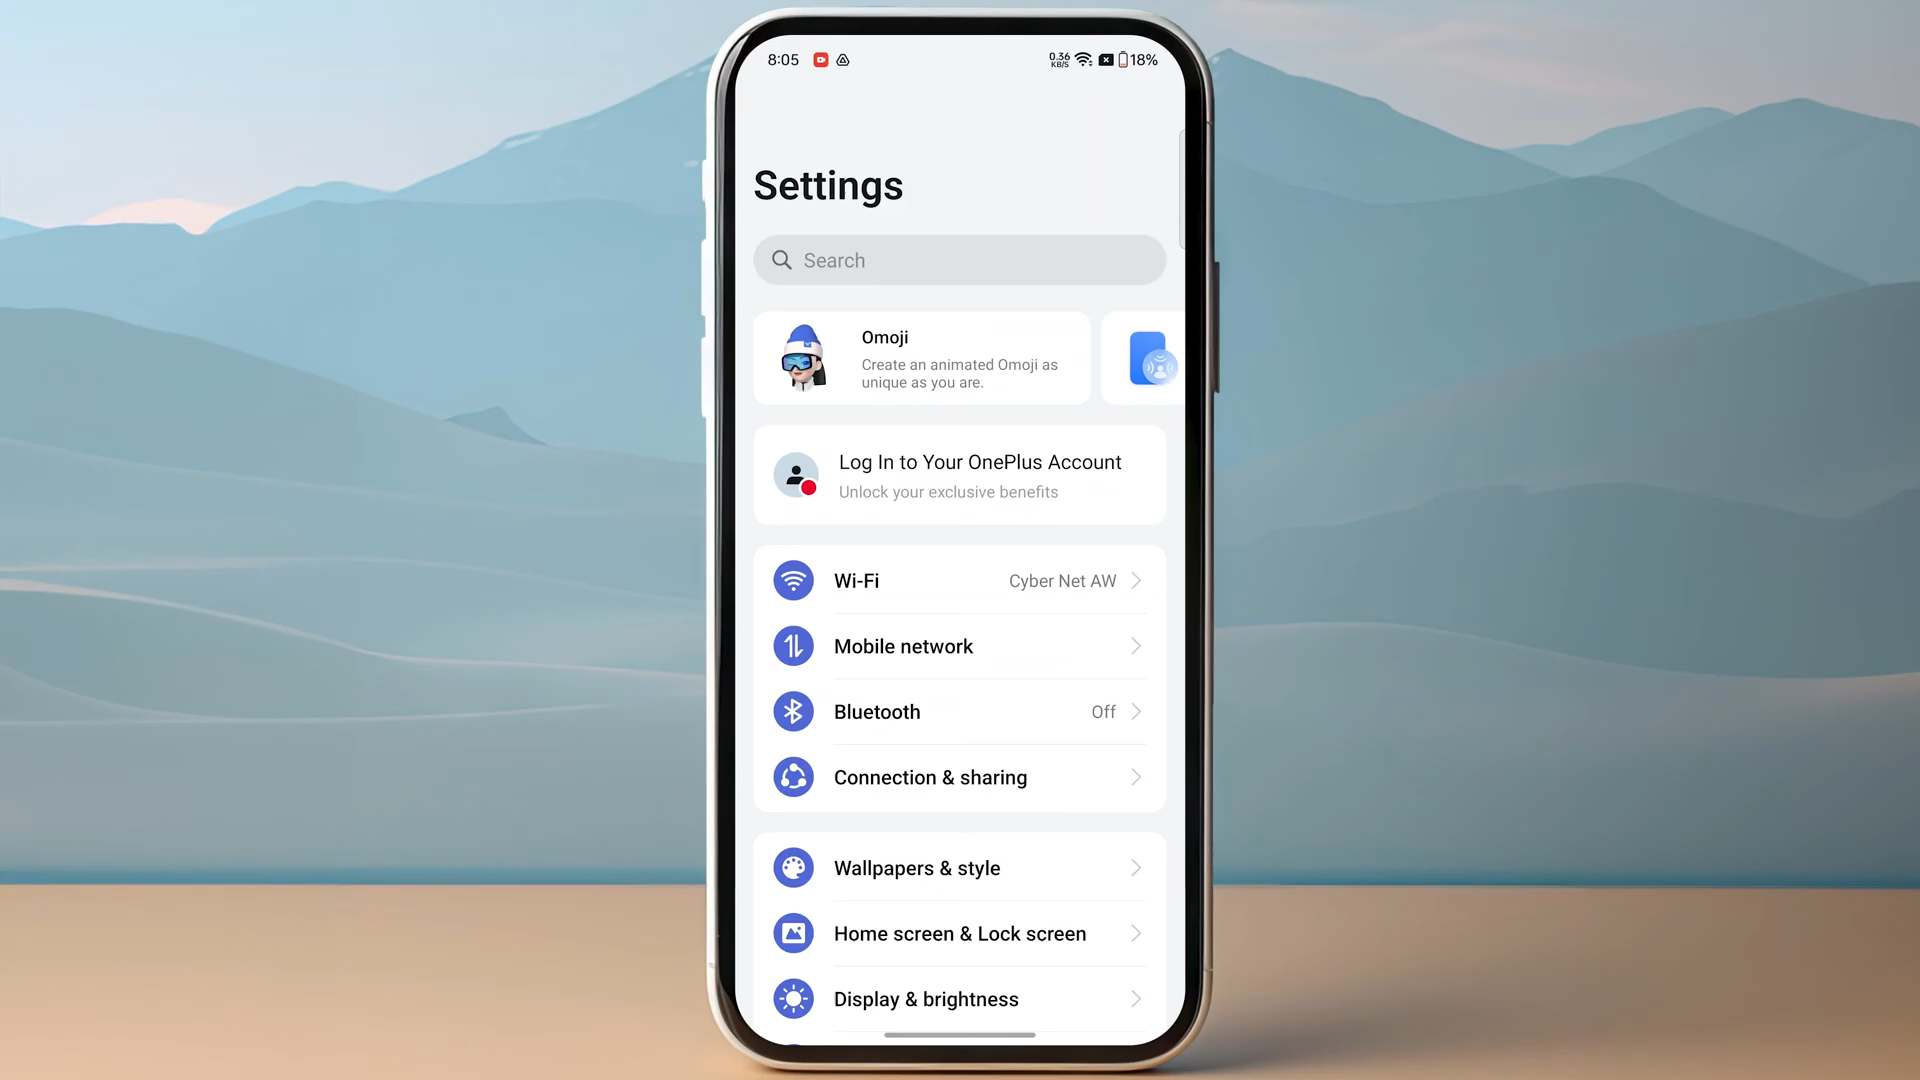 8:05
0.36 KB/S 18%
Settings
Search
Omoji
Create an animated Omoji as
unique as you are.
Log In to Your OnePlus Account
Unlock your exclusive benefits
Wi-Fi Cyber Net AW
Mobile network
Bluetooth Off
Connection & sharing
Wallpapers & style
Home screen & Lock screen
Display & brightness